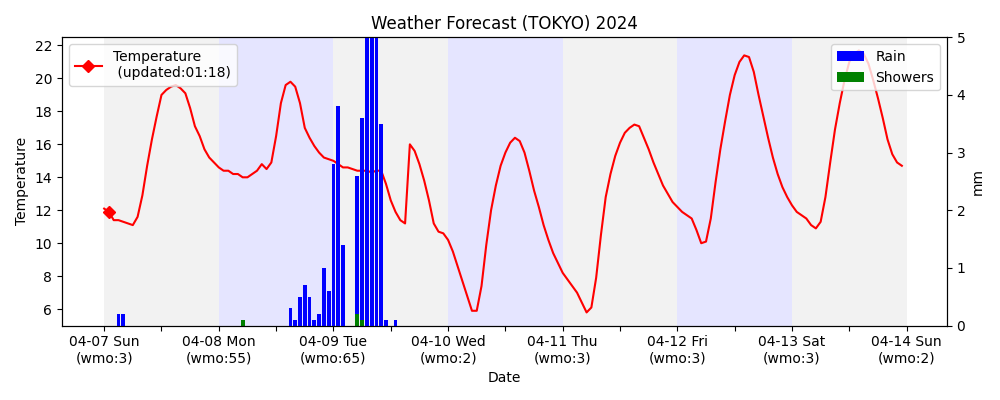 Weather Forecast (TOKYO) 2024
Temperature
(updated:01:18)
Rain
Showers
22
20
18
16
14
12
10
8
6
Temperature
5
4
3
2
1
0
mm
04-07 Sun
(wmo:3)
04-08 Mon
(wmo:55)
04-09 Tue
(wmo:65)
04-10 Wed
(wmo:2)
04-11 Thu
(wmo:3)
04-12 Fri
(wmo:3)
04-13 Sat
(wmo:3)
04-14 Sun
(wmo:2)
Date